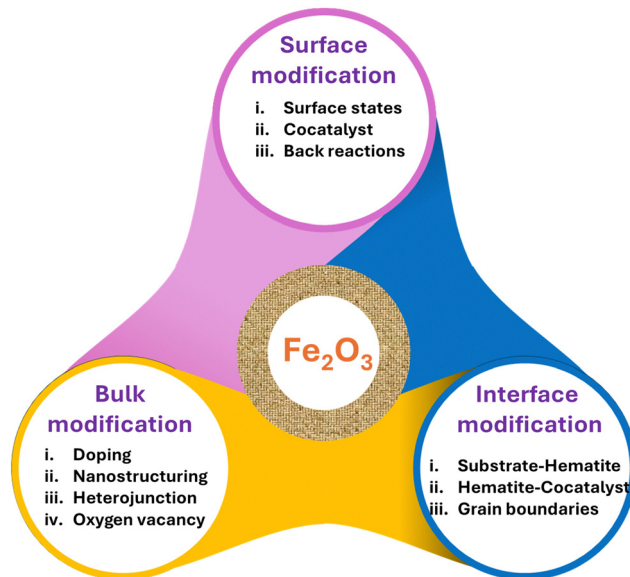 Surface
modification
i. Surface states
ii. Cocatalyst
iii. Back reactions
Fe₂O₃
Bulk
modification
i. Doping
ii. Nanostructuring
iii. Heterojunction
iv. Oxygen vacancy
Interface
modification
i. Substrate-Hematite
ii. Hematite-Cocatalyst
iii. Grain boundaries